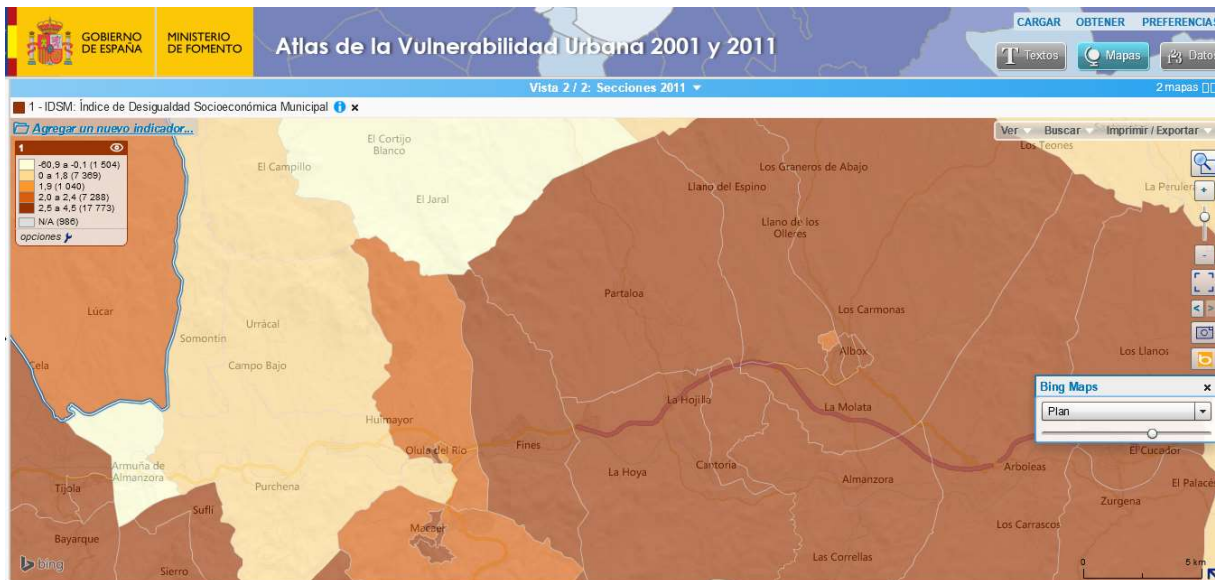 GOBIERNO
DE ESPAÑA
MINISTERIO
DE FOMENTO
Atlas de la Vulnerabilidad Urbana 2001 y 2011
CARGAR OBTENER PREFERENCIAS
Textos Mapas Datos
Vista 2 / 2: Secciones 2011
2 mapas
1 - IDSM: Índice de Desigualdad Socioeconómica Municipal
Agregar un nuevo indicador...
Ver Buscar Imprimir / Exportar
1
-60,9 a -0,1 (1 504)
0 a 1,8 (7 369)
1,9 (1 040)
2,0 a 2,4 (7 288)
2,5 a 4,5 (17 773)
N/A (986)
opciones
El Cortijo
Blanco
El Campillo
El Jaral
Los Teones
Los Graneros de Abajo
Llano del Espino
La Perulera
Llano de los
Olleres
Partaloa
Los Carmonas
Lúcar
Urrácal
Somontín
Albox
Los Llanos
Cela
Campo Bajo
Bing Maps
Plan
La Hojilla
La Molata
Huimayor
Olula del Río
Fines
El Cucador
Armuña de
Almanzora
La Hoya
Cantoria
Almanzora
Arboleas
Tíjola
Purchena
El Palacés
Suflí
Zurgena
Macael
Los Carrascos
Bayarque
Las Correllas
Sierro
bing
0 5 km